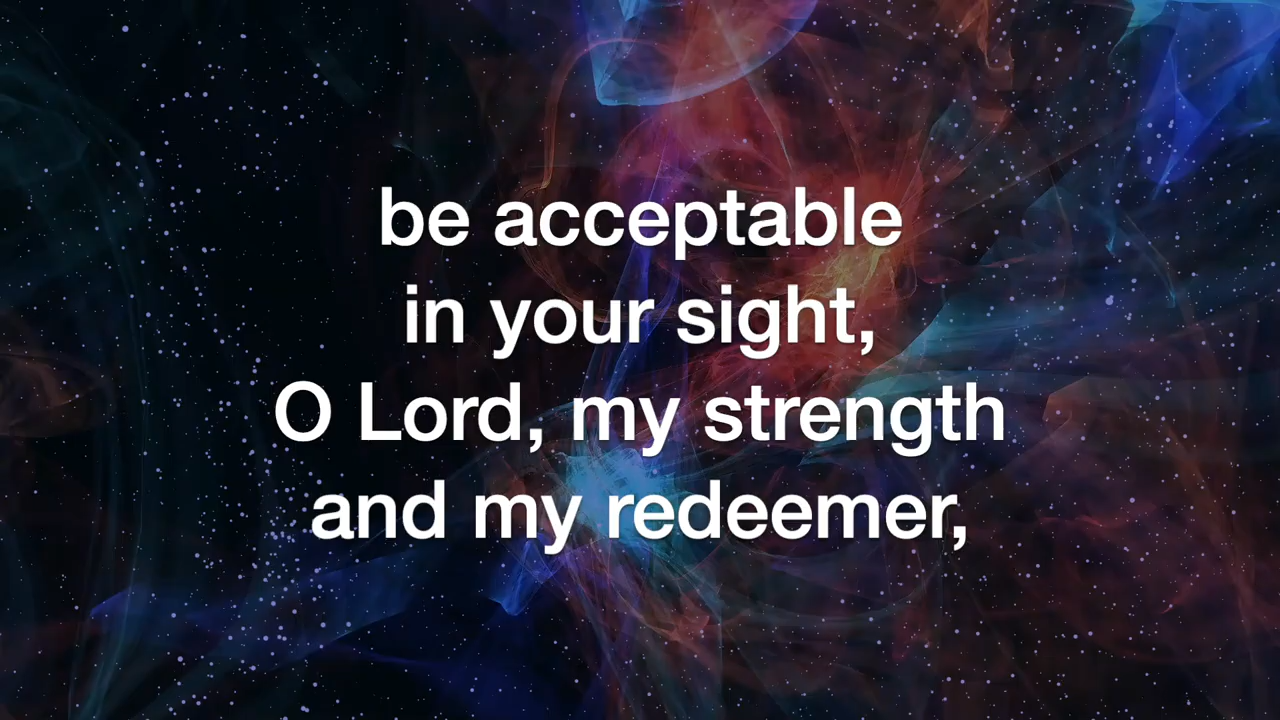 be acceptable
in your sight,
O Lord, my strength
and my redeemer,